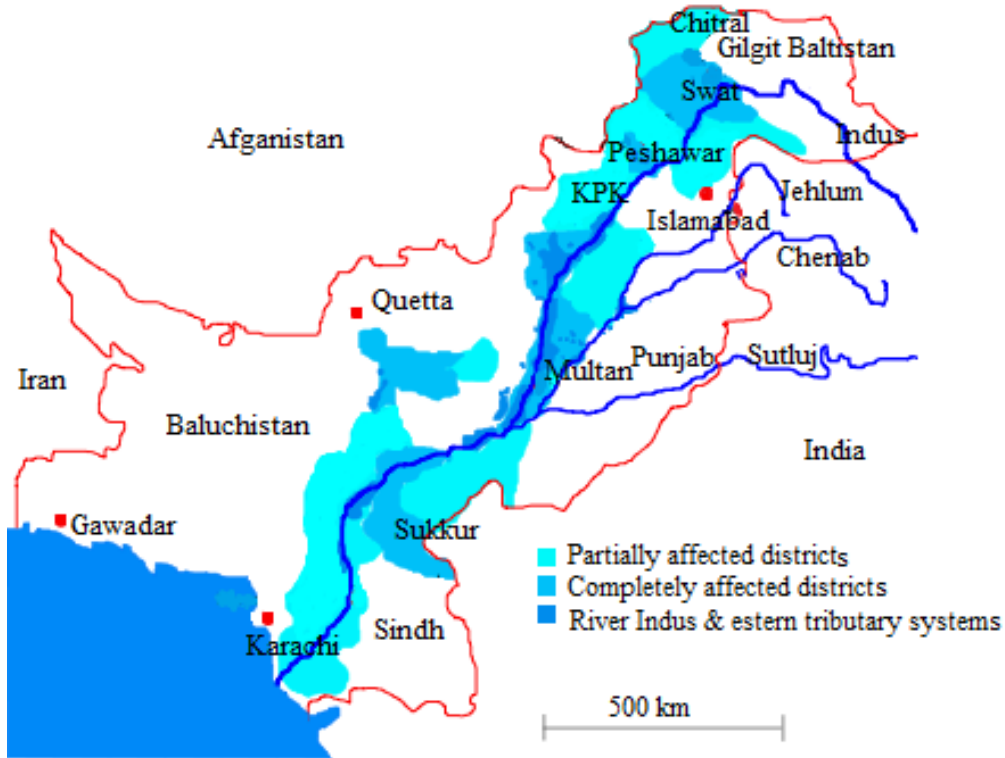 Chitral
Gilgit Baltistan
Swat
Afganistan
Indus
Peshawar
KPK
Jehlum
Islamabad
Chenab
Quetta
Multan
Punjab
Sutluj
Iran
Baluchistan
India
Gawadar
Sukkur
Partially affected districts
Completely affected districts
River Indus & estern tributary systems
Sindh
Karachi
500 km